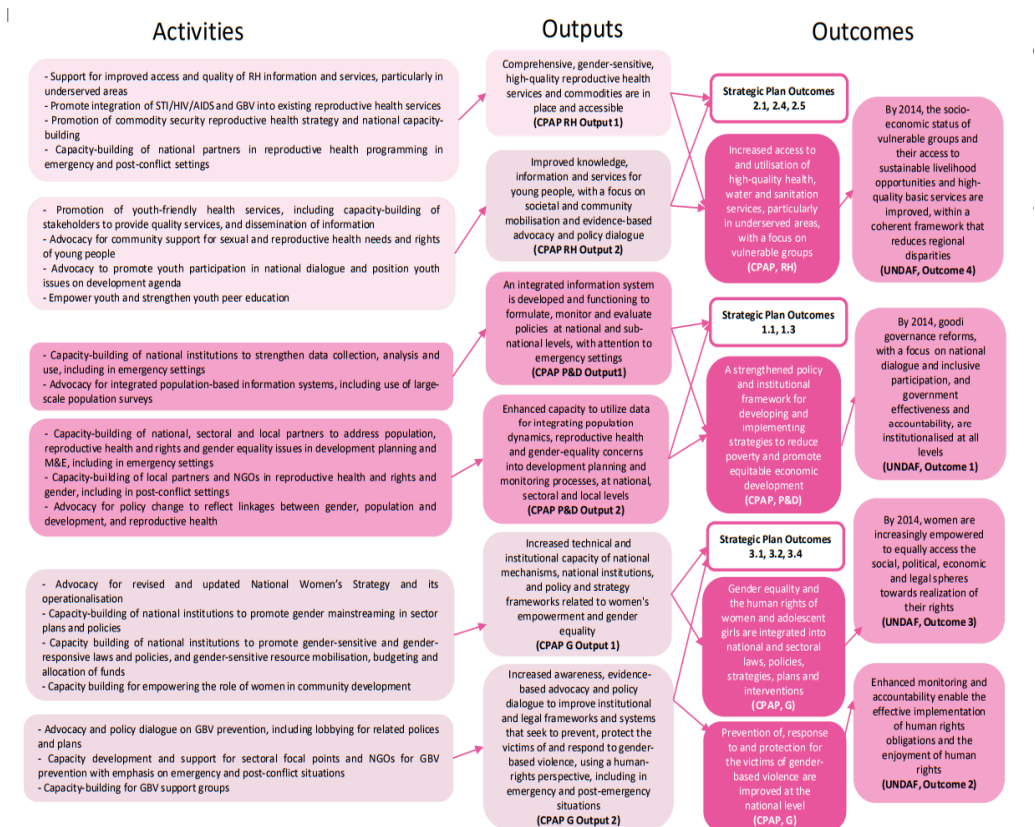 Activities
- Support for improved access and quality of RH information and services, particularly in
underserved areas
- Promote integration of STI/HIV/AIDS and GBV into existing reproductive health services
- Promotion of commodity security reproductive health strategy and national capacity-
building
- Capacity-building of national partners in reproductive health programming in
emergency and post-conflict settings
- Promotion of youth-friendly health services, including capacity-building of
stakeholders to provide quality services, and dissemination of information
- Advocacy for community support for sexual and reproductive health needs and rights
of young people
- Advocacy to promote youth participation in national dialogue and position youth
issues on development agenda
- Empower youth and strengthen youth peer education
- Capacity-building of national institutions to strengthen data collection, analysis and
use, including in emergency settings
- Advocacy for integrated population-based information systems, including use of large-
scale population surveys
- Capacity-building of national, sectoral and local partners to address population,
reproductive health and rights and gender equality issues in development planning and
M&E, including in emergency settings
- Capacity-building of local partners and NGOs in reproductive health and rights and
gender, including in post-conflict settings
- Advocacy for policy change to reflect linkages between gender, population and
development, and reproductive health
- Advocacy for revised and updated National Women's Strategy and its
operationalisation
- Capacity-building of national institutions to promote gender mainstreaming in sector
plans and policies
- Capacity building of national institutions to promote gender-sensitive and gender-
responsive laws and policies, and gender-sensitive resource mobilisation, budgeting and
allocation of funds
- Capacity building for empowering the role of women in community development
- Advocacy and policy dialogue on GBV prevention, including lobbying for related polices
and plans
- Capacity development and support for sectoral focal points and NGOs for GBV
prevention with emphasis on emergency and post-conflict situations
- Capacity-building for GBV support groups
Outputs
Comprehensive, gender-sensitive,
high-quality reproductive health
services and commodities are in
place and accessible
(CPAP RH Output 1)
Improved knowledge,
information and services for
young people, with a focus on
societal and community
mobilisation and evidence-based
advocacy and policy dialogue
(CPAP RH Output 2)
An integrated information system
is developed and functioning to
formulate, monitor and evaluate
policies at national and sub-
national levels, with attention to
emergency settings
(CPAP P&D Output1)
Enhanced capacity to utilize data
for integrating population
dynamics, reproductive health
and gender-equality concerns
into development planning and
monitoring processes, at national,
sectoral and local levels
(CPAP P&D Output 2)
Increased technical and
institutional capacity of national
mechanisms, national institutions,
and policy and strategy
frameworks related to women's
empowerment and gender
equality
(CPAP G Output 1)
Increased awareness, evidence-
based advocacy and policy
dialogue to improve institutional
and legal frameworks and systems
that seek to prevent, protect the
victims of and respond to gender-
based violence, using a human-
rights perspective, including in
emergency and post-emergency
situations
(CPAP G Output 2)
Outcomes
Strategic Plan Outcomes
2.1, 2.4, 2.5
Increased access to
and utilisation of
high-quality health,
water and sanitation
services, particularly
in underserved areas,
with a focus on
vulnerable groups
(CPAP, RH)
Strategic Plan Outcomes
1.1, 1.3
A strengthened policy
and institutional
framework for
developing and
implementing
strategies to reduce
poverty and promote
equitable economic
development
(CPAP, P&D)
Strategic Plan Outcomes
3.1, 3.2, 3.4
Gender equality and
the human rights of
women and adolescent
girls are integrated into
national and sectoral
laws, policies,
strategies, plans and
interventions
(CPAP, G)
Prevention of, response
to and protection for
the victims of gender-
based violence are
improved at the
national level
(CPAP, G)
By 2014, the socio-
economic status of
vulnerable groups and
their access to
sustainable livelihood
opportunities and high-
quality basic services are
improved, within a
coherent framework that
reduces regional
disparities
(UNDAF, Outcome 4)
By 2014, goodi
governance reforms,
with a focus on national
dialogue and inclusive
participation, and
government
effectiveness and
accountability, are
institutionalised at all
levels
(UNDAF, Outcome 1)
By 2014, women are
increasingly empowered
to equally access the
social, political, economic
and legal spheres
towards realization of
their rights
(UNDAF, Outcome 3)
Enhanced monitoring and
accountability enable the
effective implementation
of human rights
obligations and the
enjoyment of human
rights
(UNDAF, Outcome 2)